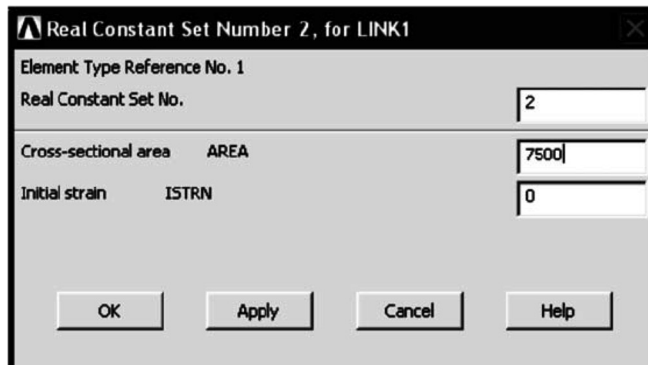 Real Constant Set Number 2, for LINK1
Element Type Reference No. 1
Real Constant Set No. 2
Cross-sectional area AREA 7500
Initial strain ISTRN 0
OK Apply Cancel Help